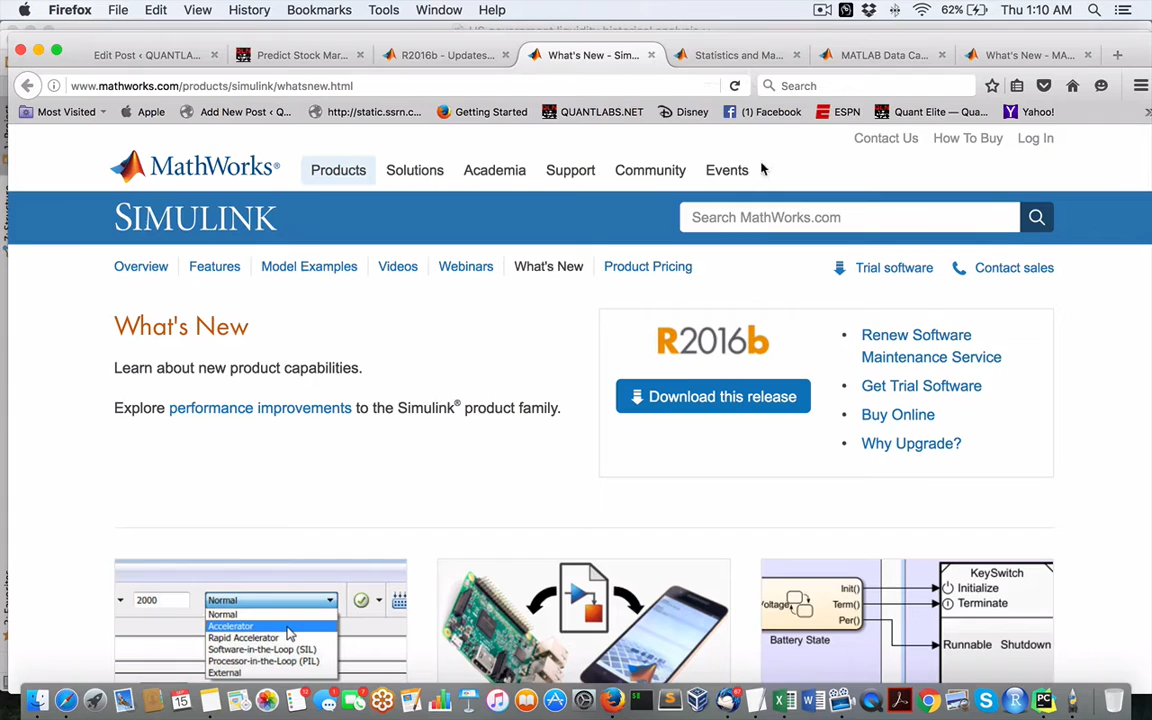 Firefox File Edit View History Bookmarks Tools Window Help 62% Thu 1:10 AM
Edit Post ‹ QUANTLABS... Predict Stock Mar... R2016b - Updates... What's New - Sim... Statistics and Ma... MATLAB Data Ca... What's New - MA...
www.mathworks.com/products/simulink/whatsnew.html Search
Most Visited Apple Add New Post ‹ Q... http://static.ssrn.c... Getting Started QUANTLABS.NET Disney (1) Facebook ESPN Quant Elite — Qua... Yahoo!
Contact Us How To Buy Log In
MathWorks® Products Solutions Academia Support Community Events
SIMULINK Search MathWorks.com
Overview Features Model Examples Videos Webinars What's New Product Pricing Trial software Contact sales
What's New
Learn about new product capabilities.
Explore performance improvements to the Simulink® product family.
R2016b
Download this release
• Renew Software
Maintenance Service
• Get Trial Software
• Buy Online
• Why Upgrade?
2000 Normal
Normal
Accelerator
Rapid Accelerator
Software-in-the-Loop (SIL)
Processor-in-the-Loop (PIL)
External
Voltage
Init()
Term()
Per()
Battery State
KeySwitch
Initialize
Terminate
Runnable Shutdown